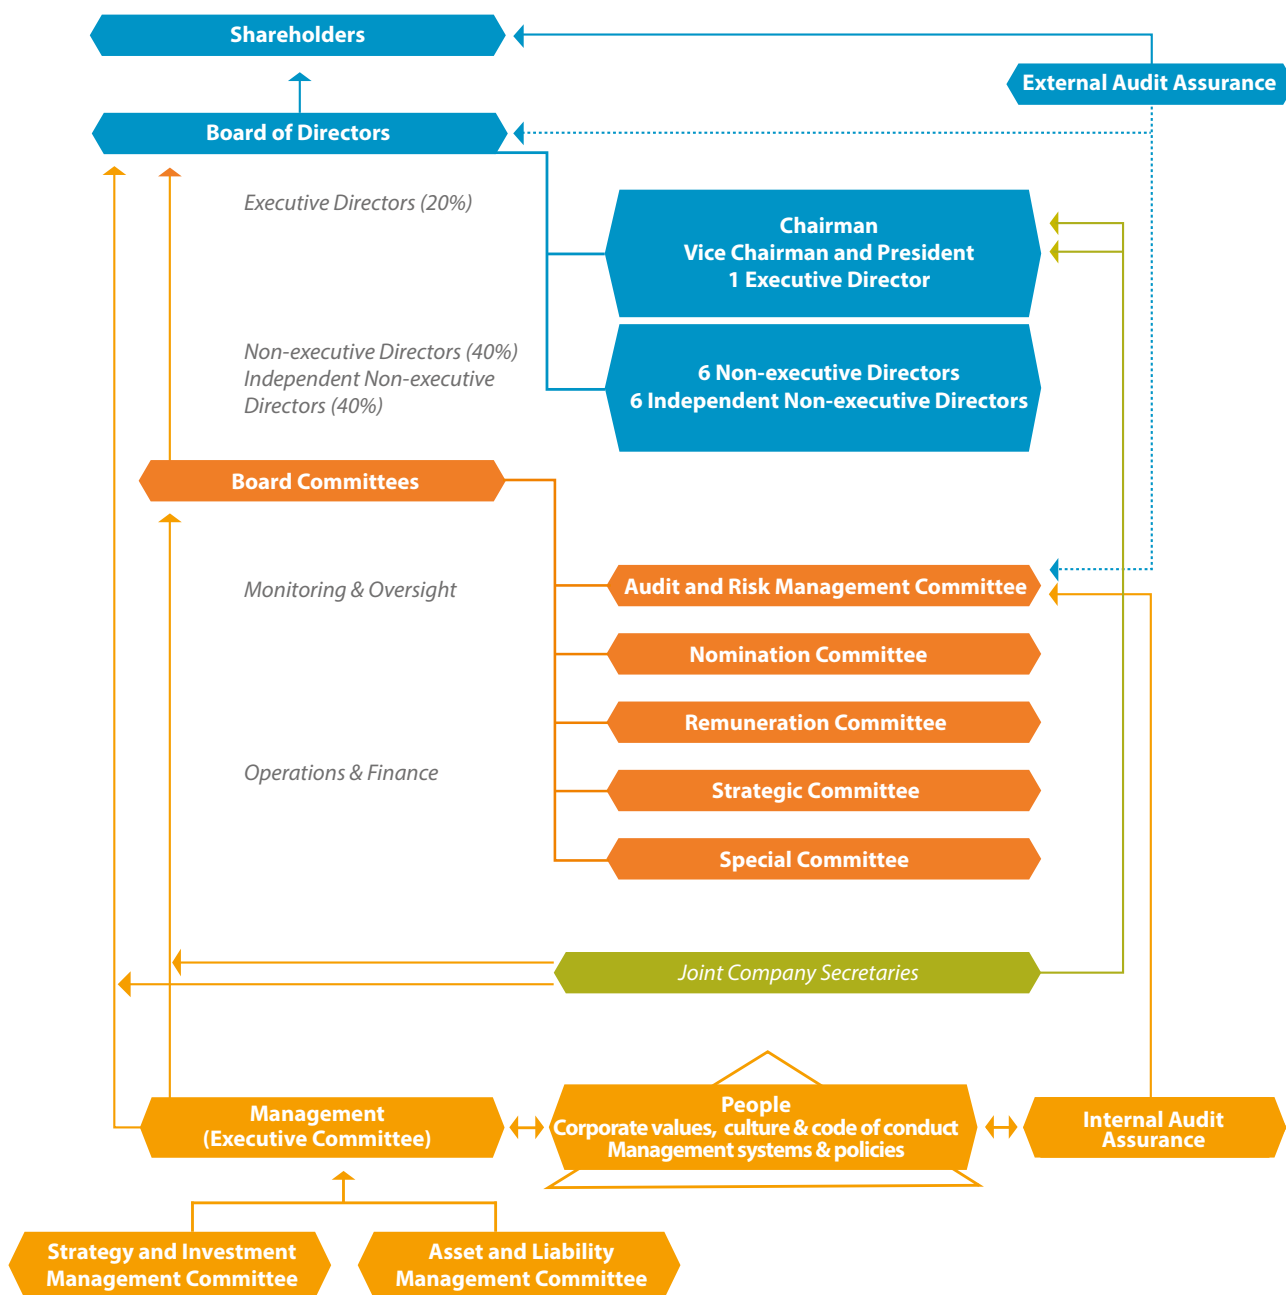 Shareholders
External Audit Assurance
Board of Directors
Executive Directors (20%)
Chairman
Vice Chairman and President
1 Executive Director
Non-executive Directors (40%)
Independent Non-executive
Directors (40%)
6 Non-executive Directors
6 Independent Non-executive Directors
Board Committees
Monitoring & Oversight
Audit and Risk Management Committee
Nomination Committee
Remuneration Committee
Operations & Finance
Strategic Committee
Special Committee
Joint Company Secretaries
Management
(Executive Committee)
People
Corporate values, culture & code of conduct
Management systems & policies
Internal Audit
Assurance
Strategy and Investment
Management Committee
Asset and Liability
Management Committee